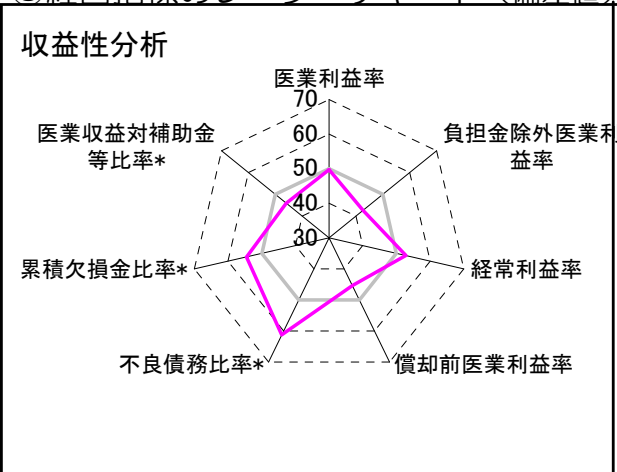 収益性分析
医業利益率
70
医業収益対補助金
等比率*
負担金除外医業利
益率
60
50
40
30
累積欠損金比率*
経常利益率
不良債務比率*
償却前医業利益率